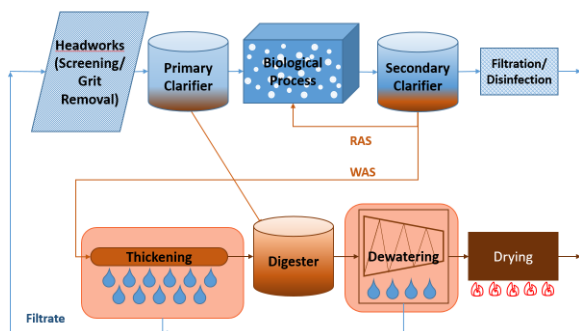 Headworks
(Screening/
Grit
Removal)
Primary
Clarifier
Biological
Process
Secondary
Clarifier
Filtration/
Disinfection
RAS
WAS
Thickening
Digester
Dewatering
Drying
Filtrate